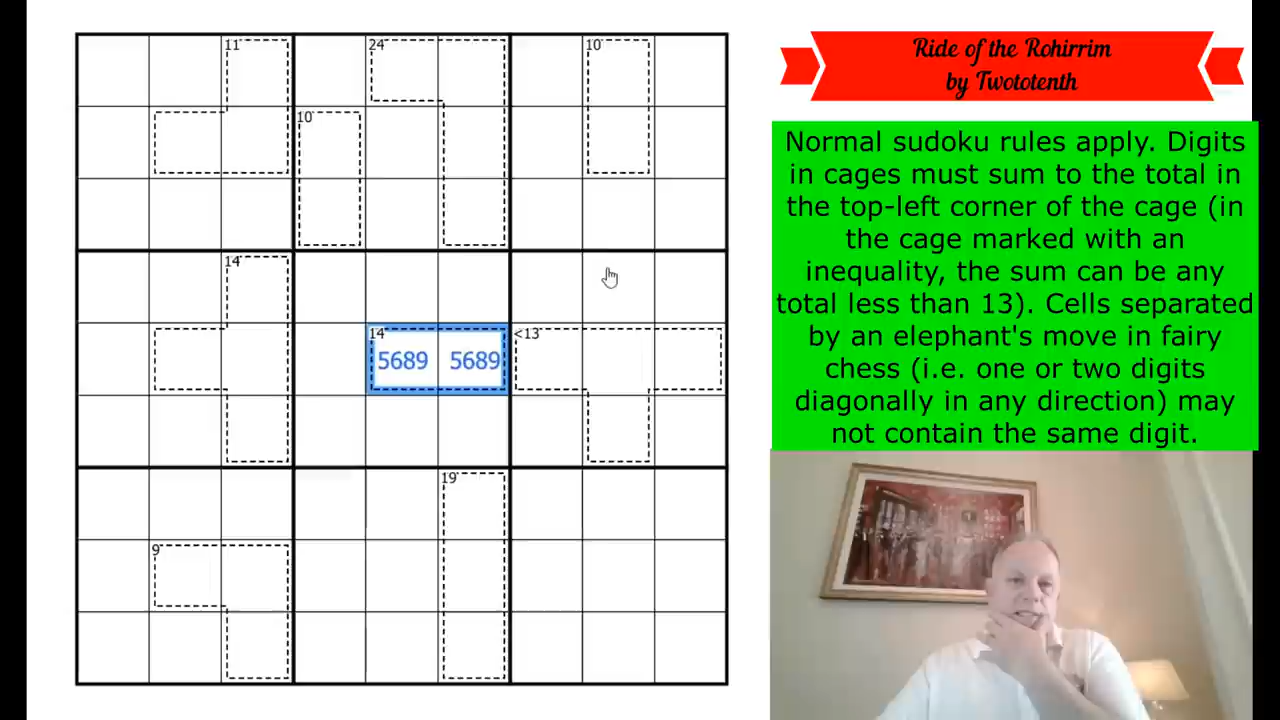 Ride of the Rohirrim
by Twototenth
Normal sudoku rules apply. Digits
in cages must sum to the total in
the top-left corner of the cage (in
the cage marked with an
inequality, the sum can be any
total less than 13). Cells separated
by an elephant's move in fairy
chess (i.e. one or two digits
diagonally in any direction) may
not contain the same digit.
11 24 10
10
14
14 <13
5689 5689
19
9